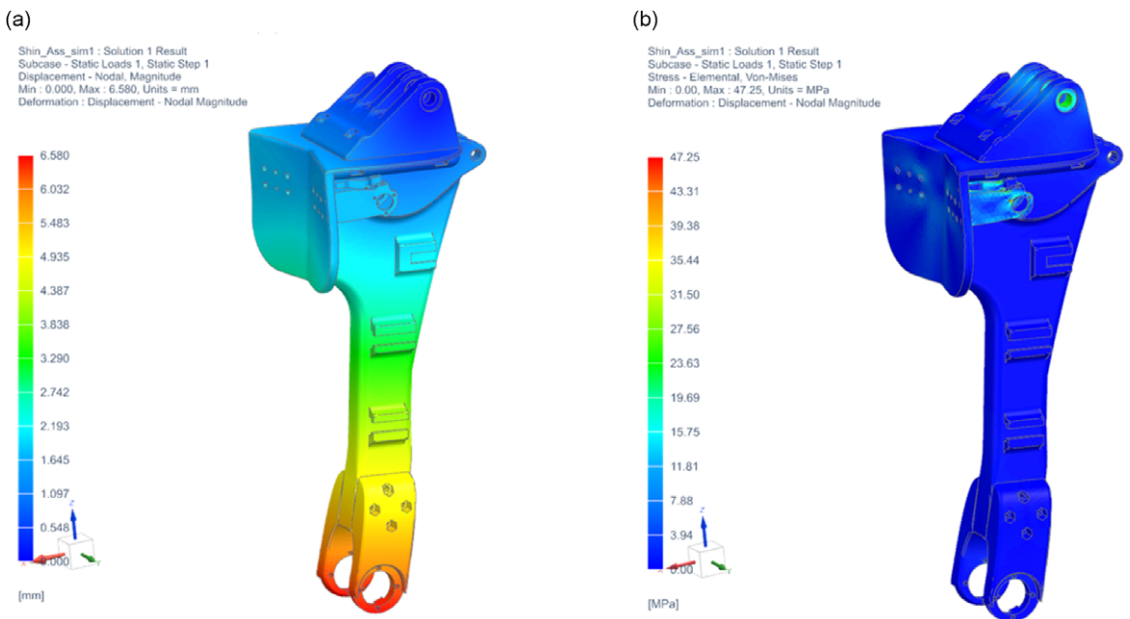 (a)
Shin_Ass_sim1 : Solution 1 Result
Subcase - Static Loads 1, Static Step 1
Displacement - Nodal, Magnitude
Min : 0.000, Max : 6.580, Units = mm
Deformation : Displacement - Nodal Magnitude
6.580
6.032
5.483
4.935
4.387
3.838
3.290
2.742
2.193
1.645
1.097
0.548
0.000
Z
X
Y
[mm]
(b)
Shin_Ass_sim1 : Solution 1 Result
Subcase - Static Loads 1, Static Step 1
Stress - Elemental, Von-Mises
Min : 0.00, Max : 47.25, Units = MPa
Deformation : Displacement - Nodal Magnitude
47.25
43.31
39.38
35.44
31.50
27.56
23.63
19.69
15.75
11.81
7.88
3.94
0.00
Z
X
Y
[MPa]